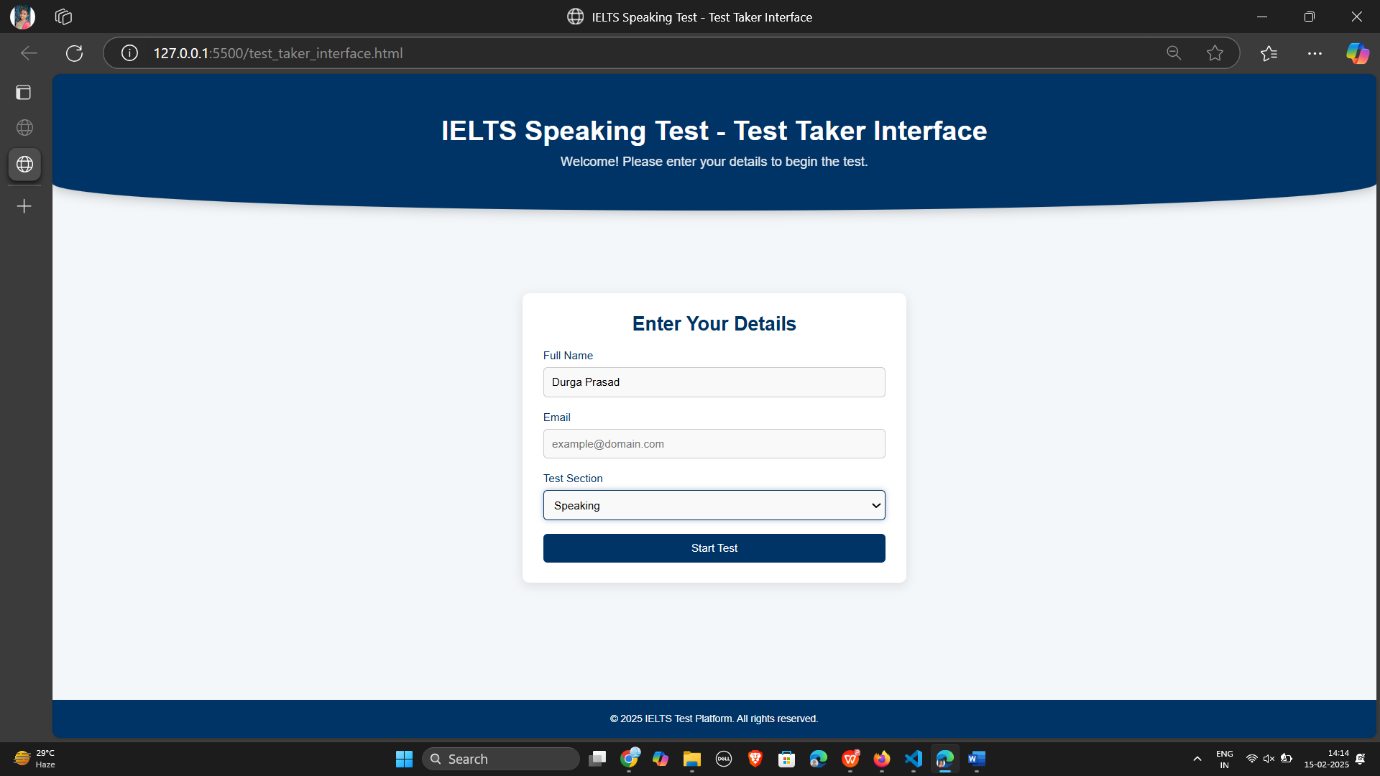 IELTS Speaking Test - Test Taker Interface
127.0.0.1:5500/test_taker_interface.html
IELTS Speaking Test - Test Taker Interface
Welcome! Please enter your details to begin the test.
Enter Your Details
Full Name
Durga Prasad
Email
example@domain.com
Test Section
Speaking
Start Test
© 2025 IELTS Test Platform. All rights reserved.
29°C
Haze
Search
DELL
W
ENG
IN
14:14
15-02-2025